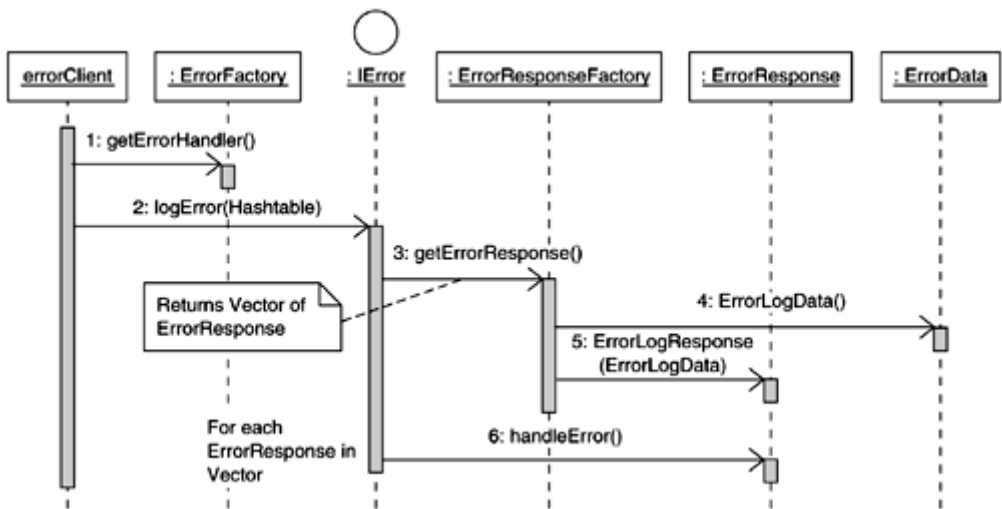 errorClient
: ErrorFactory
: IError
: ErrorResponseFactory
: ErrorResponse
: ErrorData
1: getErrorHandler()
2: logError(Hashtable)
3: getErrorResponse()
Returns Vector of
ErrorResponse
4: ErrorLogData()
5: ErrorLogResponse
(ErrorLogData)
For each
ErrorResponse in
Vector
6: handleError()